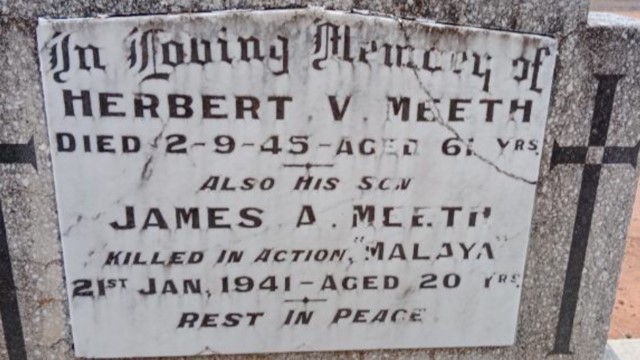 In Loving Memory of
HERBERT V. MEETH
DIED 2-9-45-AGED 61 YRS.
ALSO HIS SON
JAMES A. MEETH
KILLED IN ACTION, "MALAYA"
21ST JAN, 1941-AGED 20 YRS.
REST IN PEACE